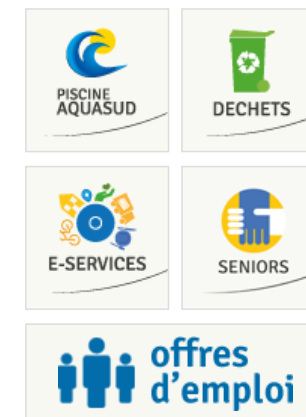 PISCINE
AQUASUD
DECHETS
E-SERVICES
SENIORS
offres
d'emploi